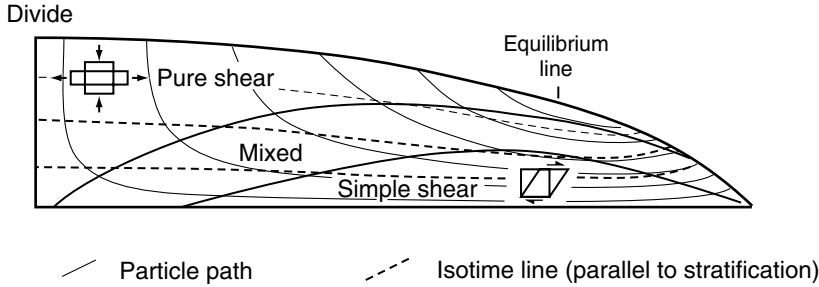 Divide
Equilibrium
line
Pure shear
Mixed
Simple shear
Particle path
Isotime line (parallel to stratification)